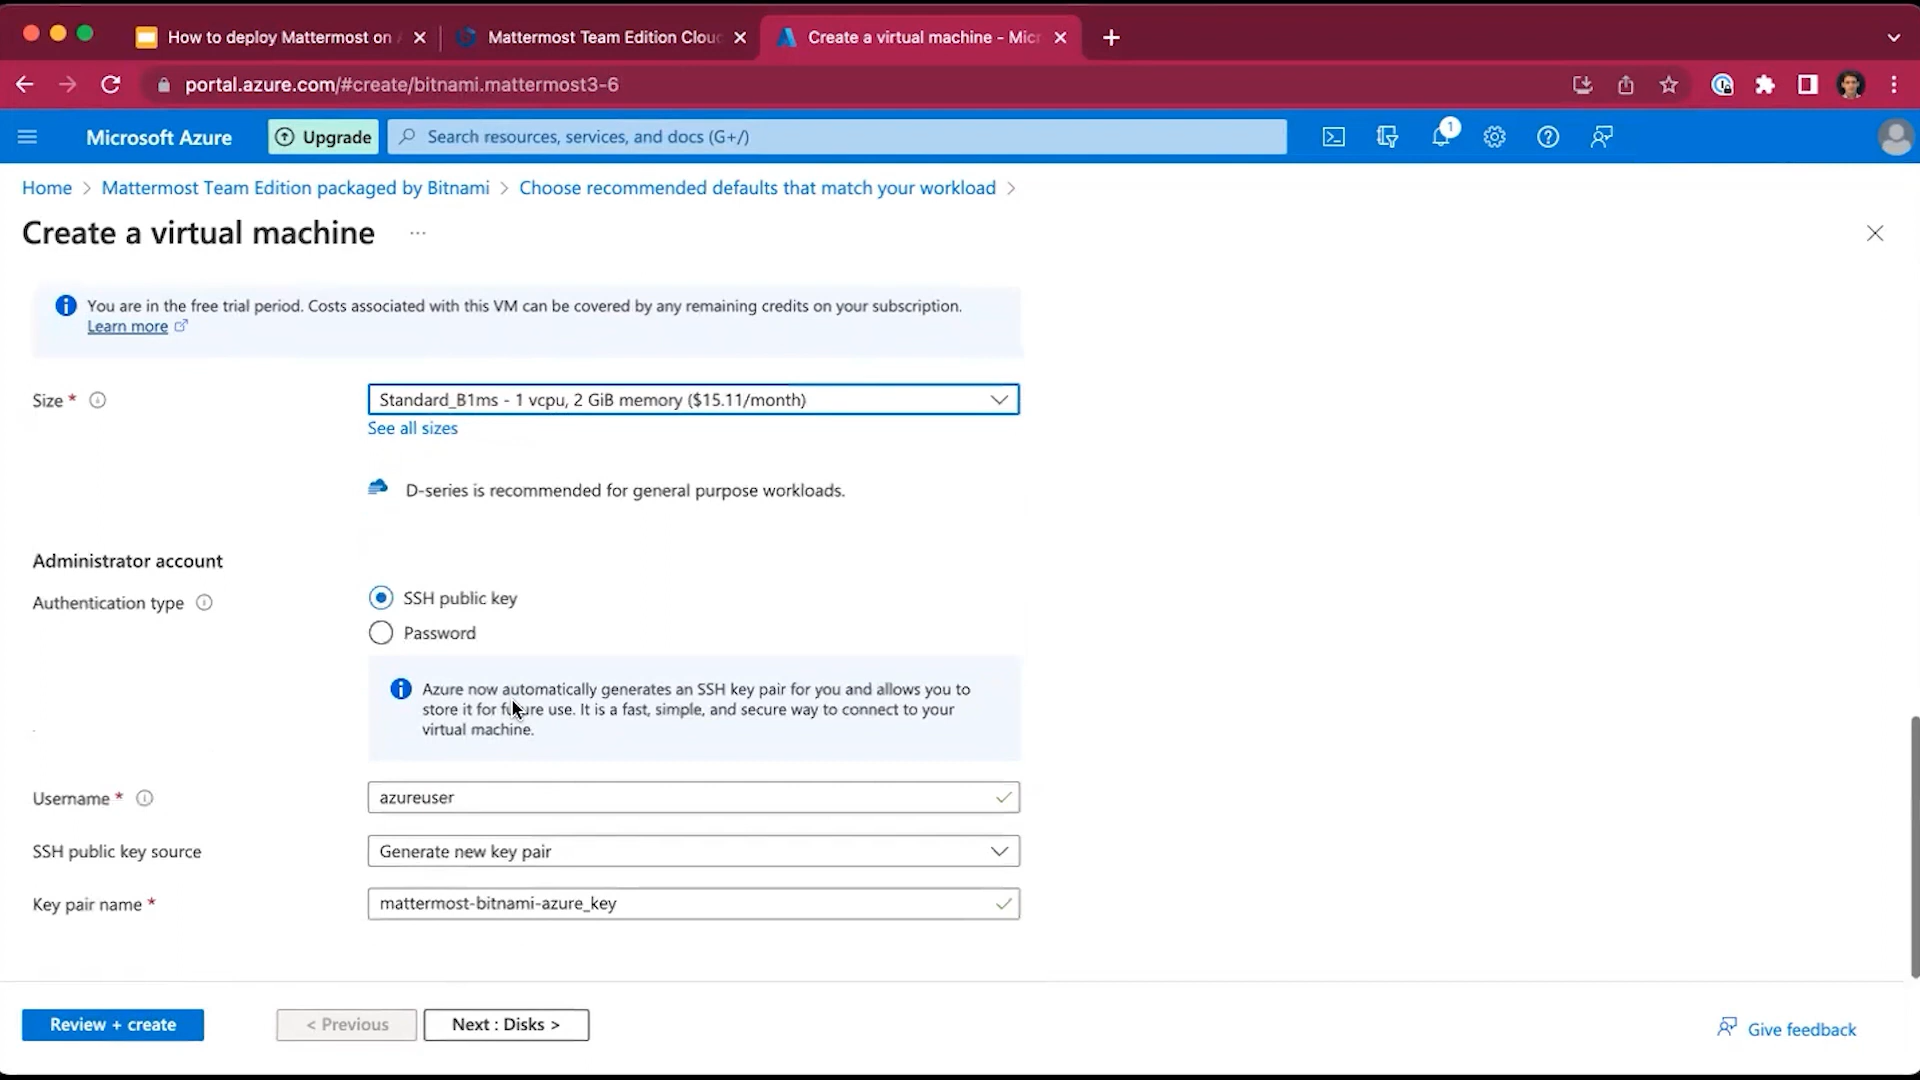 How to deploy Mattermost on
Mattermost Team Edition Clou
Create a virtual machine - Micr
portal.azure.com/#create/bitnami.mattermost3-6
Microsoft Azure
Upgrade
Search resources, services, and docs (G+/)
1
Home > Mattermost Team Edition packaged by Bitnami > Choose recommended defaults that match your workload >
Create a virtual machine ...
You are in the free trial period. Costs associated with this VM can be covered by any remaining credits on your subscription.
Learn more
Size *
Standard_B1ms - 1 vcpu, 2 GiB memory ($15.11/month)
See all sizes
D-series is recommended for general purpose workloads.
Administrator account
Authentication type
SSH public key
Password
Azure now automatically generates an SSH key pair for you and allows you to
store it for future use. It is a fast, simple, and secure way to connect to your
virtual machine.
Username *
azureuser
SSH public key source
Generate new key pair
Key pair name *
mattermost-bitnami-azure_key
Review + create
< Previous
Next : Disks >
Give feedback